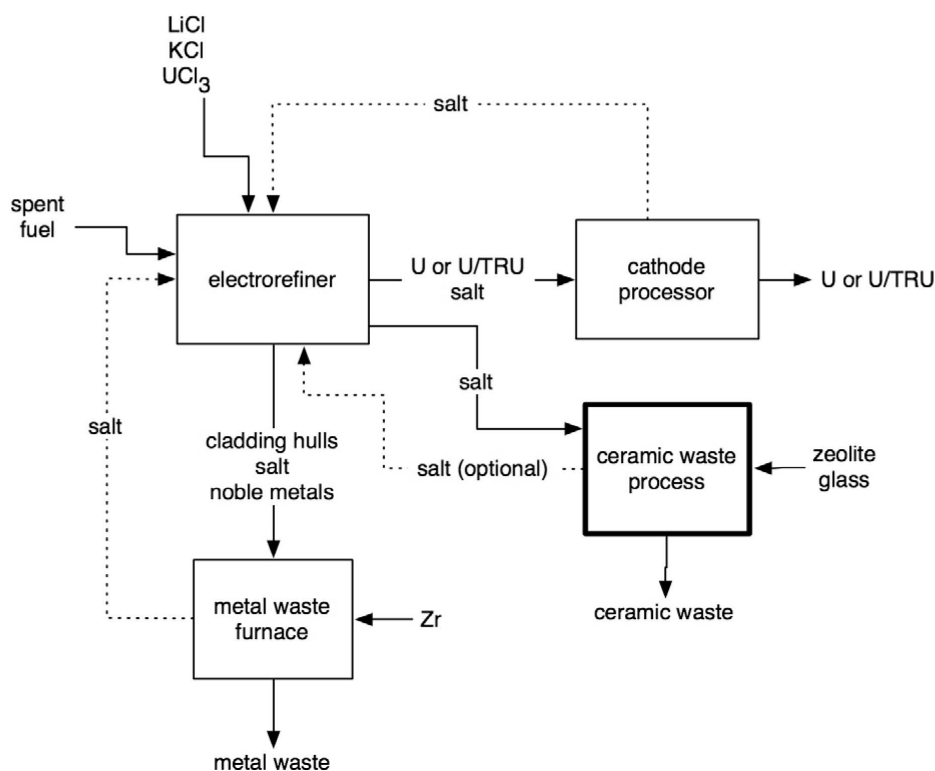 LiCl
KCl
UCl3
salt
spent
fuel
electrorefiner
U or U/TRU
salt
cathode
processor
U or U/TRU
salt
salt
cladding hulls
salt
noble metals
salt (optional)
ceramic waste
process
zeolite
glass
metal waste
furnace
Zr
ceramic waste
metal waste